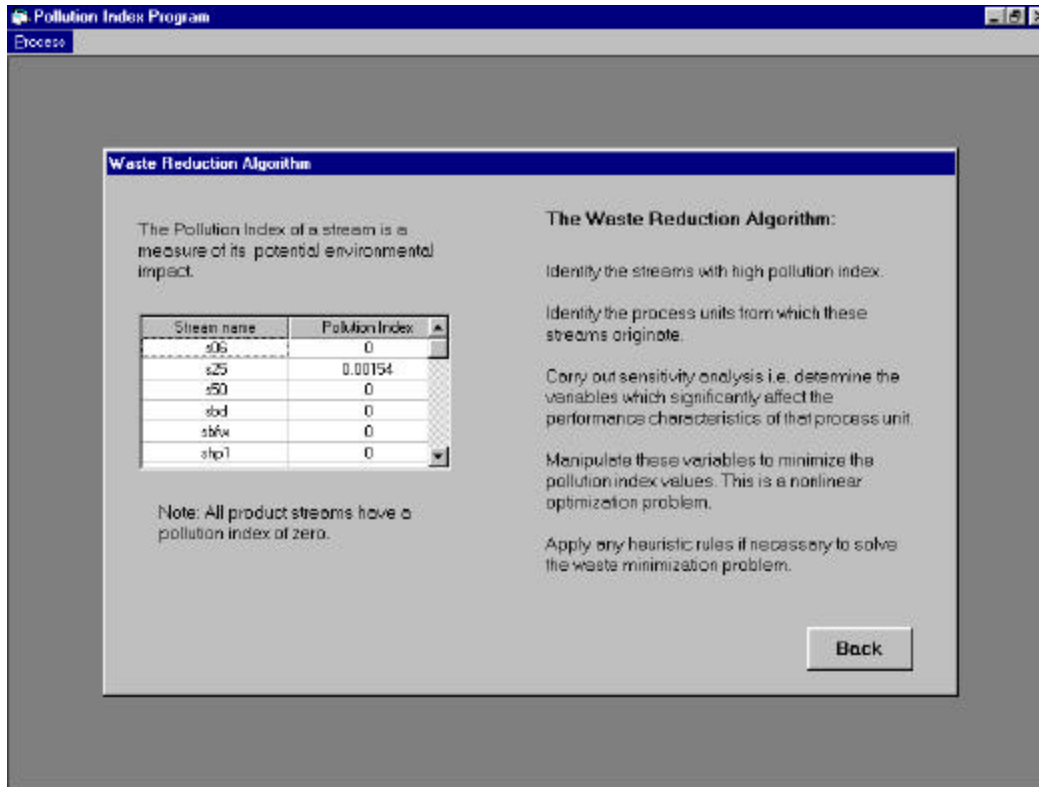 Pollution Index Program
Process
Waste Reduction Algorithm
The Pollution Index of a stream is a
measure of its potential environmental
impact.
Stream name Pollution Index
s06 0
s25 0.00154
s50 0
sbd 0
sbfw 0
shp1 0
Note: All product streams have a
pollution index of zero.
The Waste Reduction Algorithm:
Identify the streams with high pollution index.
Identify the process units from which these
streams originate.
Carry out sensitivity analysis i.e. determine the
variables which significantly affect the
performance characteristics of that process unit.
Manipulate these variables to minimize the
pollution index values. This is a nonlinear
optimization problem.
Apply any heuristic rules if necessary to solve
the waste minimization problem.
Back